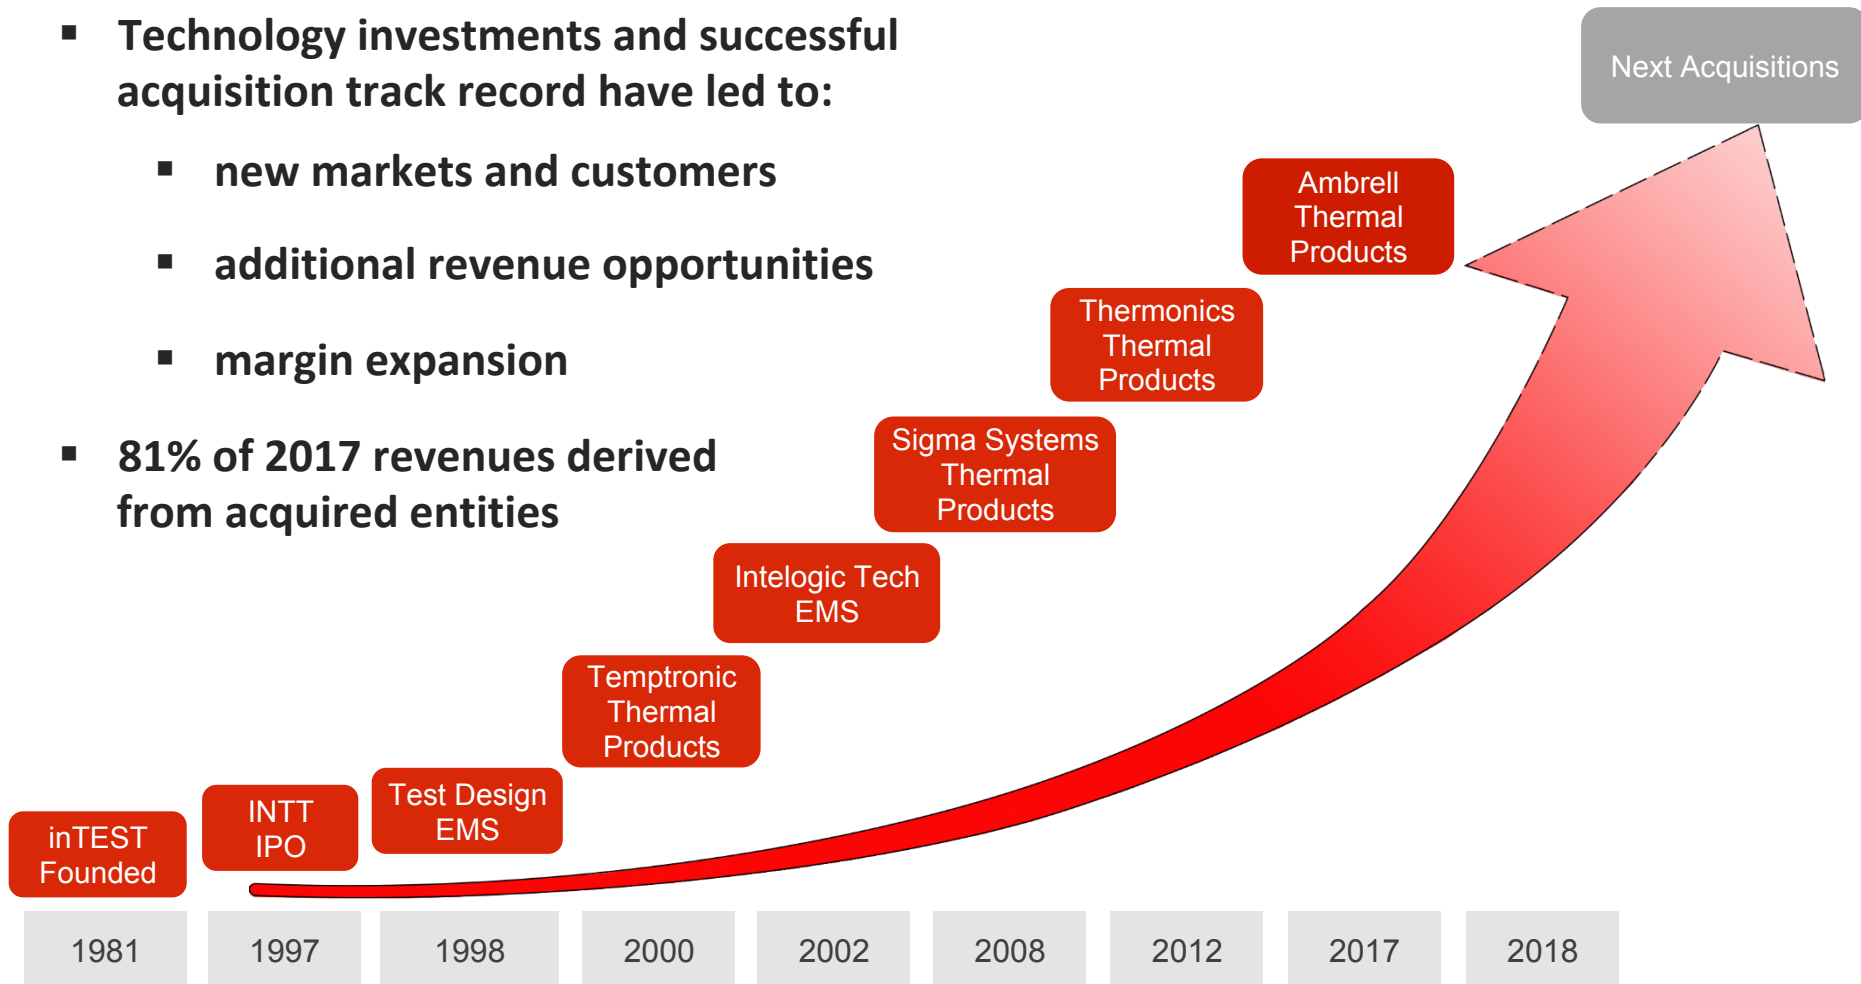 ▪ Technology investments and successful
acquisition track record have led to:
▪ new markets and customers
▪ additional revenue opportunities
▪ margin expansion
▪ 81% of 2017 revenues derived
from acquired entities
Next Acquisitions
Ambrell
Thermal
Products
Thermonics
Thermal
Products
Sigma Systems
Thermal
Products
Intelogic Tech
EMS
Temptronic
Thermal
Products
Test Design
EMS
INTT
IPO
inTEST
Founded
1981
1997
1998
2000
2002
2008
2012
2017
2018